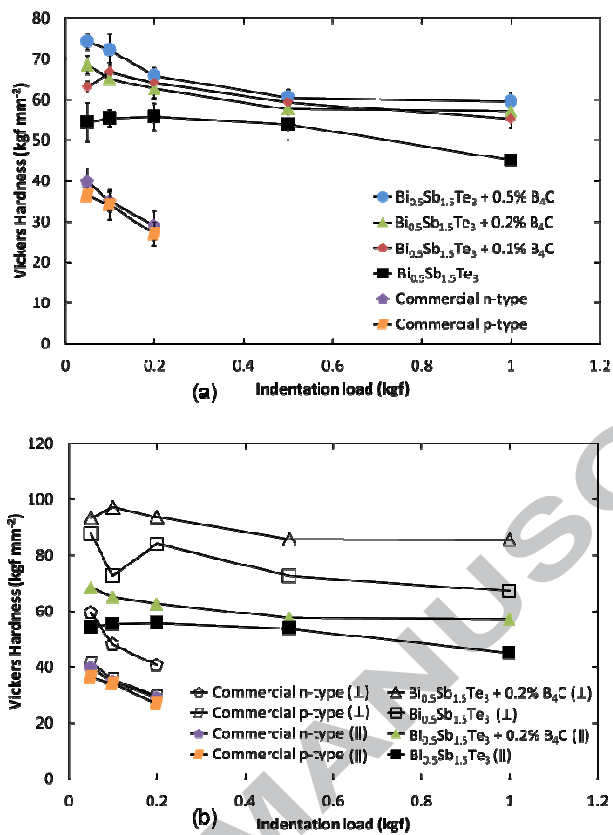 80
70
60
50
40
30
20
10
0
Vickers Hardness (kgf mm⁻²)
Bi₀.₅Sb₁.₅Te₃ + 0.5% B₄C
Bi₀.₅Sb₁.₅Te₃ + 0.2% B₄C
Bi₀.₅Sb₁.₅Te₃ + 0.1% B₄C
Bi₀.₅Sb₁.₅Te₃
Commercial n-type
Commercial p-type
0 0.2 0.4 0.6 0.8 1 1.2
(a) Indentation load (kgf)
120
100
80
60
40
20
0
Vickers Hardness (kgf mm⁻²)
Commercial n-type (⊥)
Commercial p-type (⊥)
Commercial n-type (ǁ)
Commercial p-type (ǁ)
Bi₀.₅Sb₁.₅Te₃ + 0.2% B₄C (⊥)
Bi₀.₅Sb₁.₅Te₃ (⊥)
Bi₀.₅Sb₁.₅Te₃ + 0.2% B₄C (ǁ)
Bi₀.₅Sb₁.₅Te₃ (ǁ)
0 0.2 0.4 0.6 0.8 1 1.2
(b) Indentation load (kgf)
MANUSC